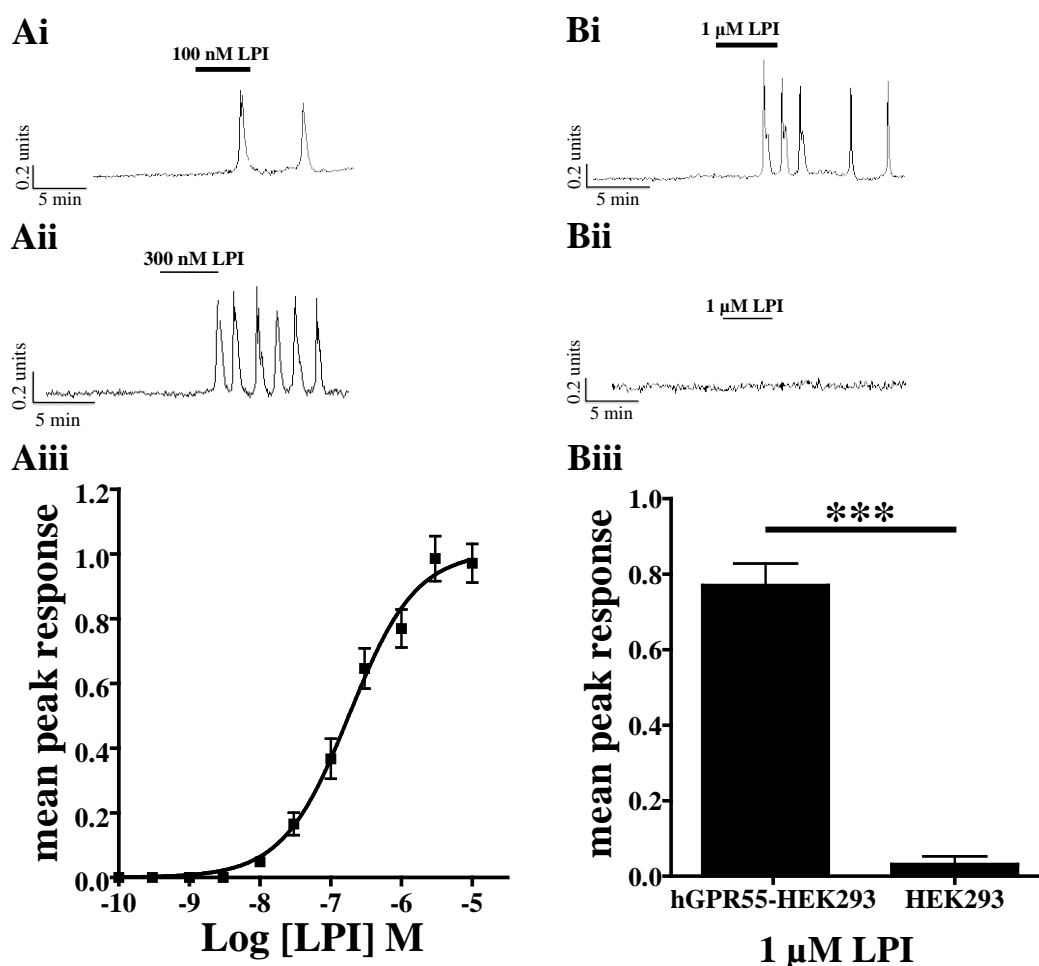 Ai
100 nM LPI
0.2 units
5 min
Bi
1 µM LPI
0.2 units
5 min
Aii
300 nM LPI
0.2 units
5 min
Bii
1 µM LPI
0.2 units
5 min
Aiii
mean peak response
1.2
1.0
0.8
0.6
0.4
0.2
0.0
-10 -9 -8 -7 -6 -5
Log [LPI] M
Biii
mean peak response
1.0
0.8
0.6
0.4
0.2
0.0
***
hGPR55-HEK293 HEK293
1 µM LPI